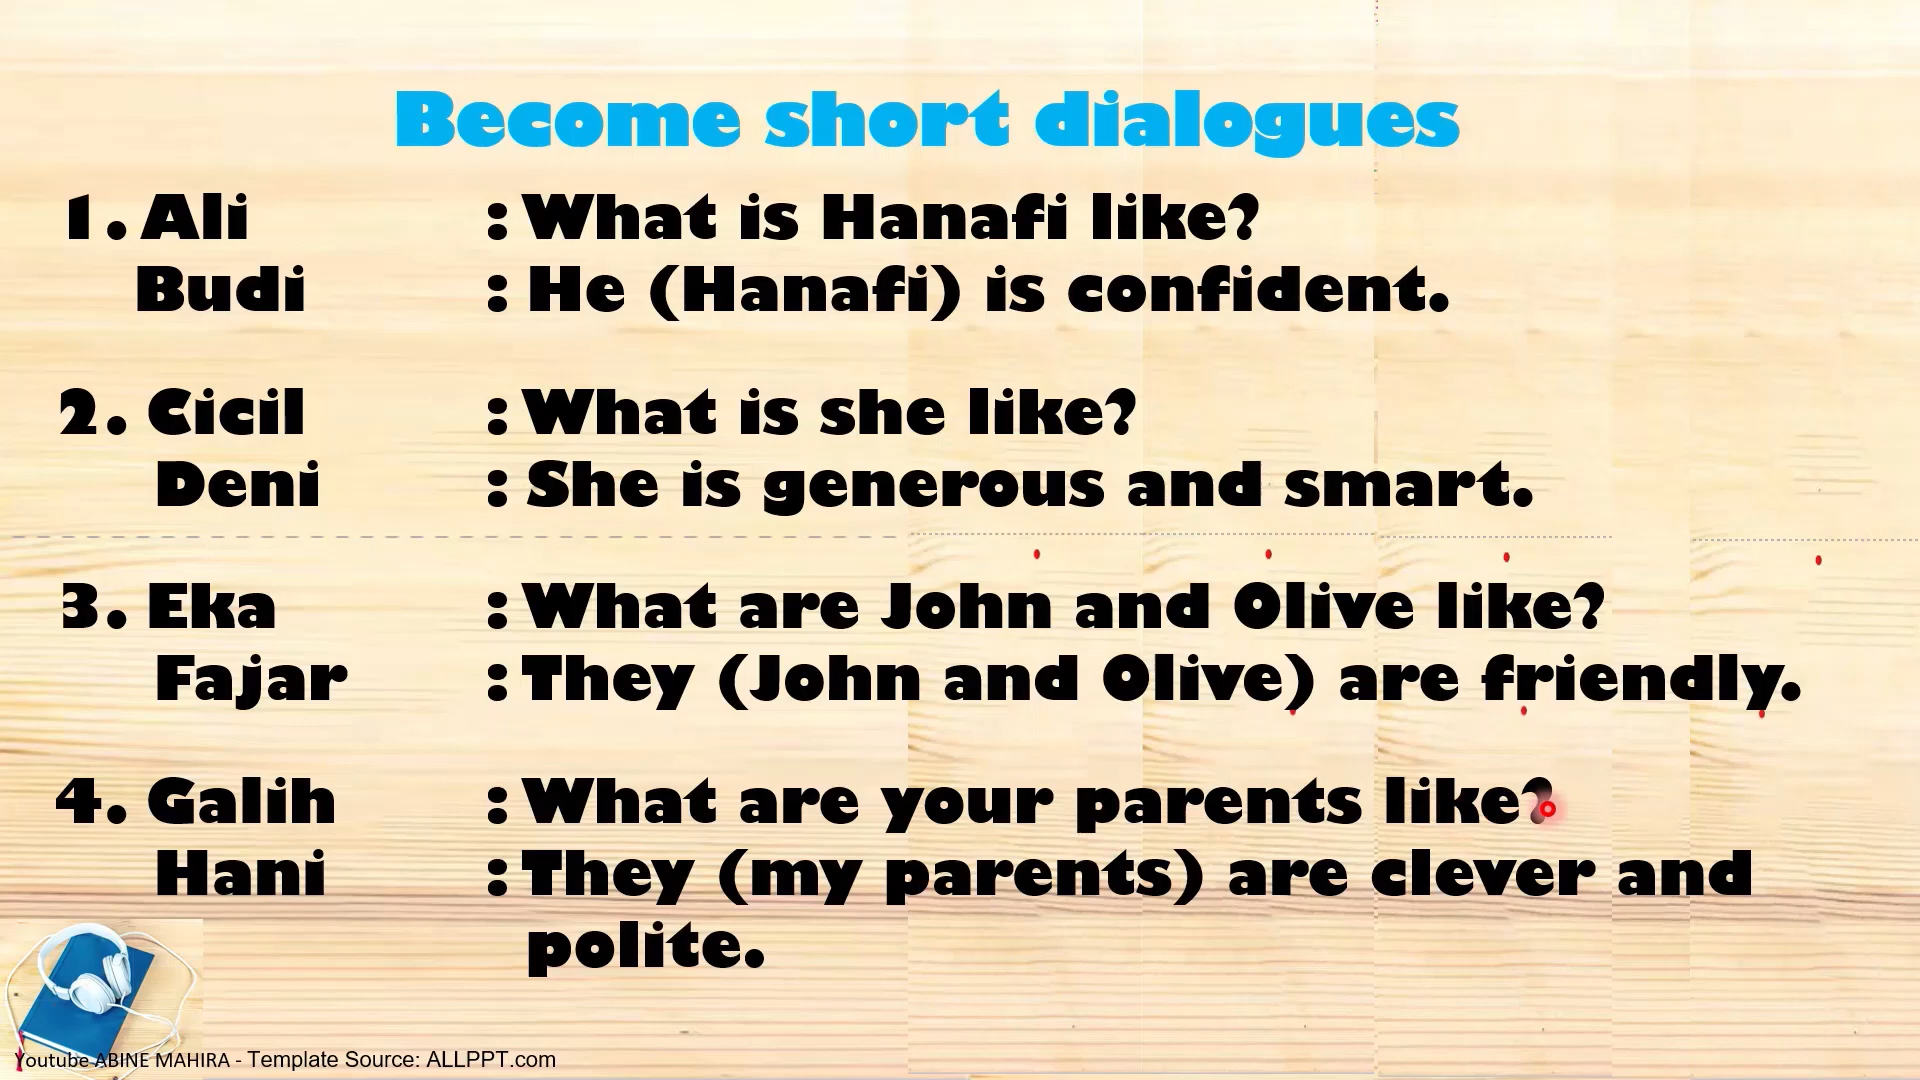 Become short dialogues
1. Ali : What is Hanafi like?
Budi : He (Hanafi) is confident.
2. Cicil : What is she like?
Deni : She is generous and smart.
3. Eka : What are John and Olive like?
Fajar : They (John and Olive) are friendly.
4. Galih : What are your parents like?
Hani : They (my parents) are clever and
polite.
Youtube ABINE MAHIRA - Template Source: ALLPPT.com